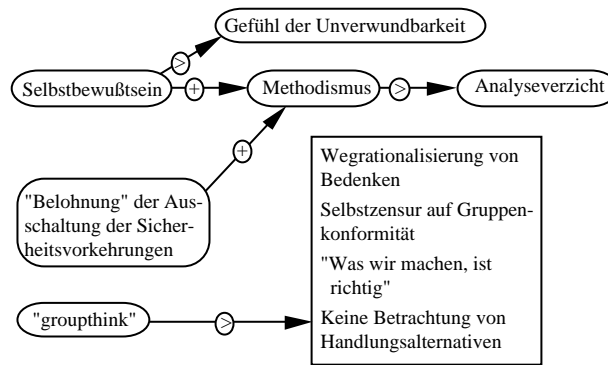 Gefühl der Unverwundbarkeit
>
Selbstbewußtsein
+
Methodismus
>
Analyseverzicht
+
"Belohnung" der Aus-
schaltung der Sicher-
heitsvorkehrungen
Wegrationalisierung von
Bedenken
Selbstzensur auf Gruppen-
konformität
"Was wir machen, ist
richtig"
Keine Betrachtung von
Handlungsalternativen
"groupthink"
>